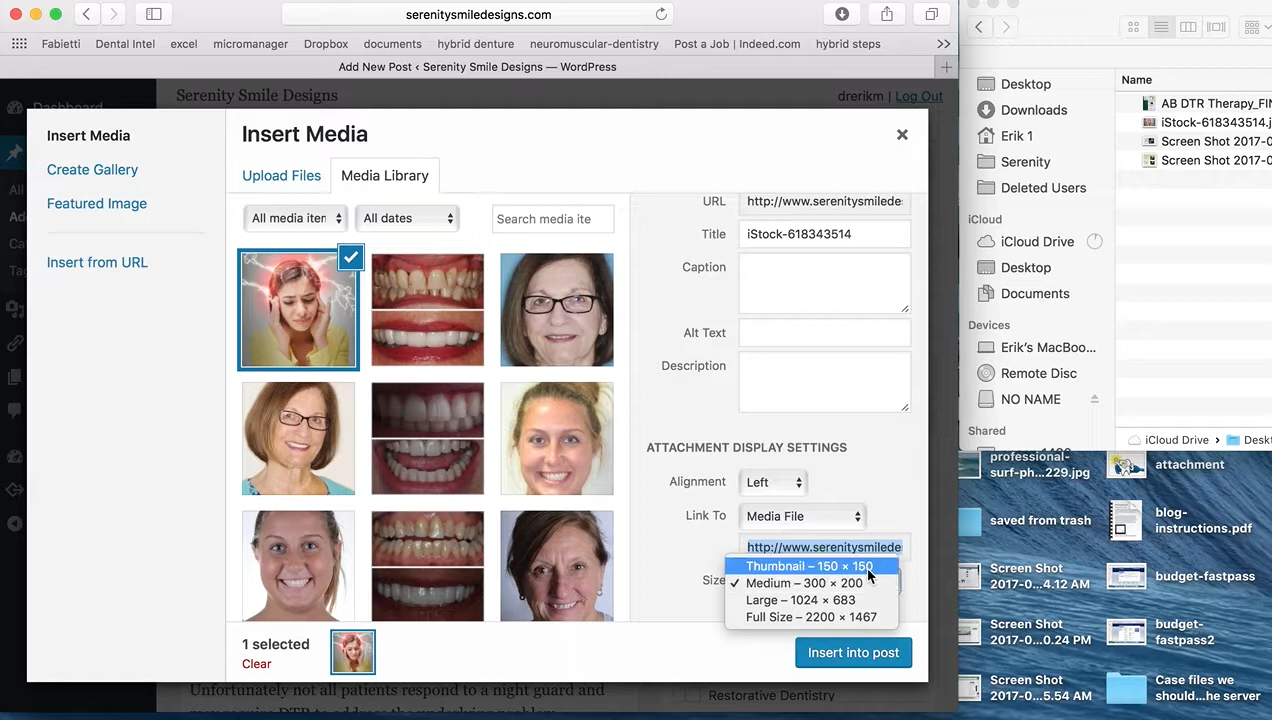 serenitysmiledesigns.com
Fabietti
Dental Intel
excel
micromanager
Dropbox
documents
hybrid denture
neuromuscular-dentistry
Post a Job | Indeed.com
hybrid steps
Add New Post ‹ Serenity Smile Designs — WordPress
Dashboard
Serenity Smile Designs
drerikm | Log Out
All
Insert Media
Create Gallery
Featured Image
Insert from URL
Insert Media
Upload Files
Media Library
All media iten
All dates
Search media ite
URL
http://www.serenitysmilede
Title
iStock-618343514
Caption
Alt Text
Description
ATTACHMENT DISPLAY SETTINGS
Alignment
Left
Link To
Media File
http://www.serenitysmilede
Size
Thumbnail – 150 × 150
✓ Medium – 300 × 200
Large – 1024 × 683
Full Size – 2200 × 1467
1 selected
Clear
Insert into post
Unfortunately not all patients respond to a night guard and
Restorative Dentistry
Desktop
Downloads
Erik 1
Serenity
Deleted Users
iCloud
iCloud Drive
Desktop
Documents
Devices
Erik's MacBoo...
Remote Disc
NO NAME
Shared
Name
AB DTR Therapy_FIN
iStock-618343514.j
Screen Shot 2017-0
Screen Shot 2017-0
iCloud Drive ›
Deskt
professional-
surf-ph...229.jpg
attachment
saved from trash
blog-
instructions.pdf
Screen Shot
2017-0...4.12 AM
budget-fastpass
Screen Shot
2017-0...0.24 PM
budget-
fastpass2
Screen Shot
2017-0...5.54 AM
Case files we
should...he server